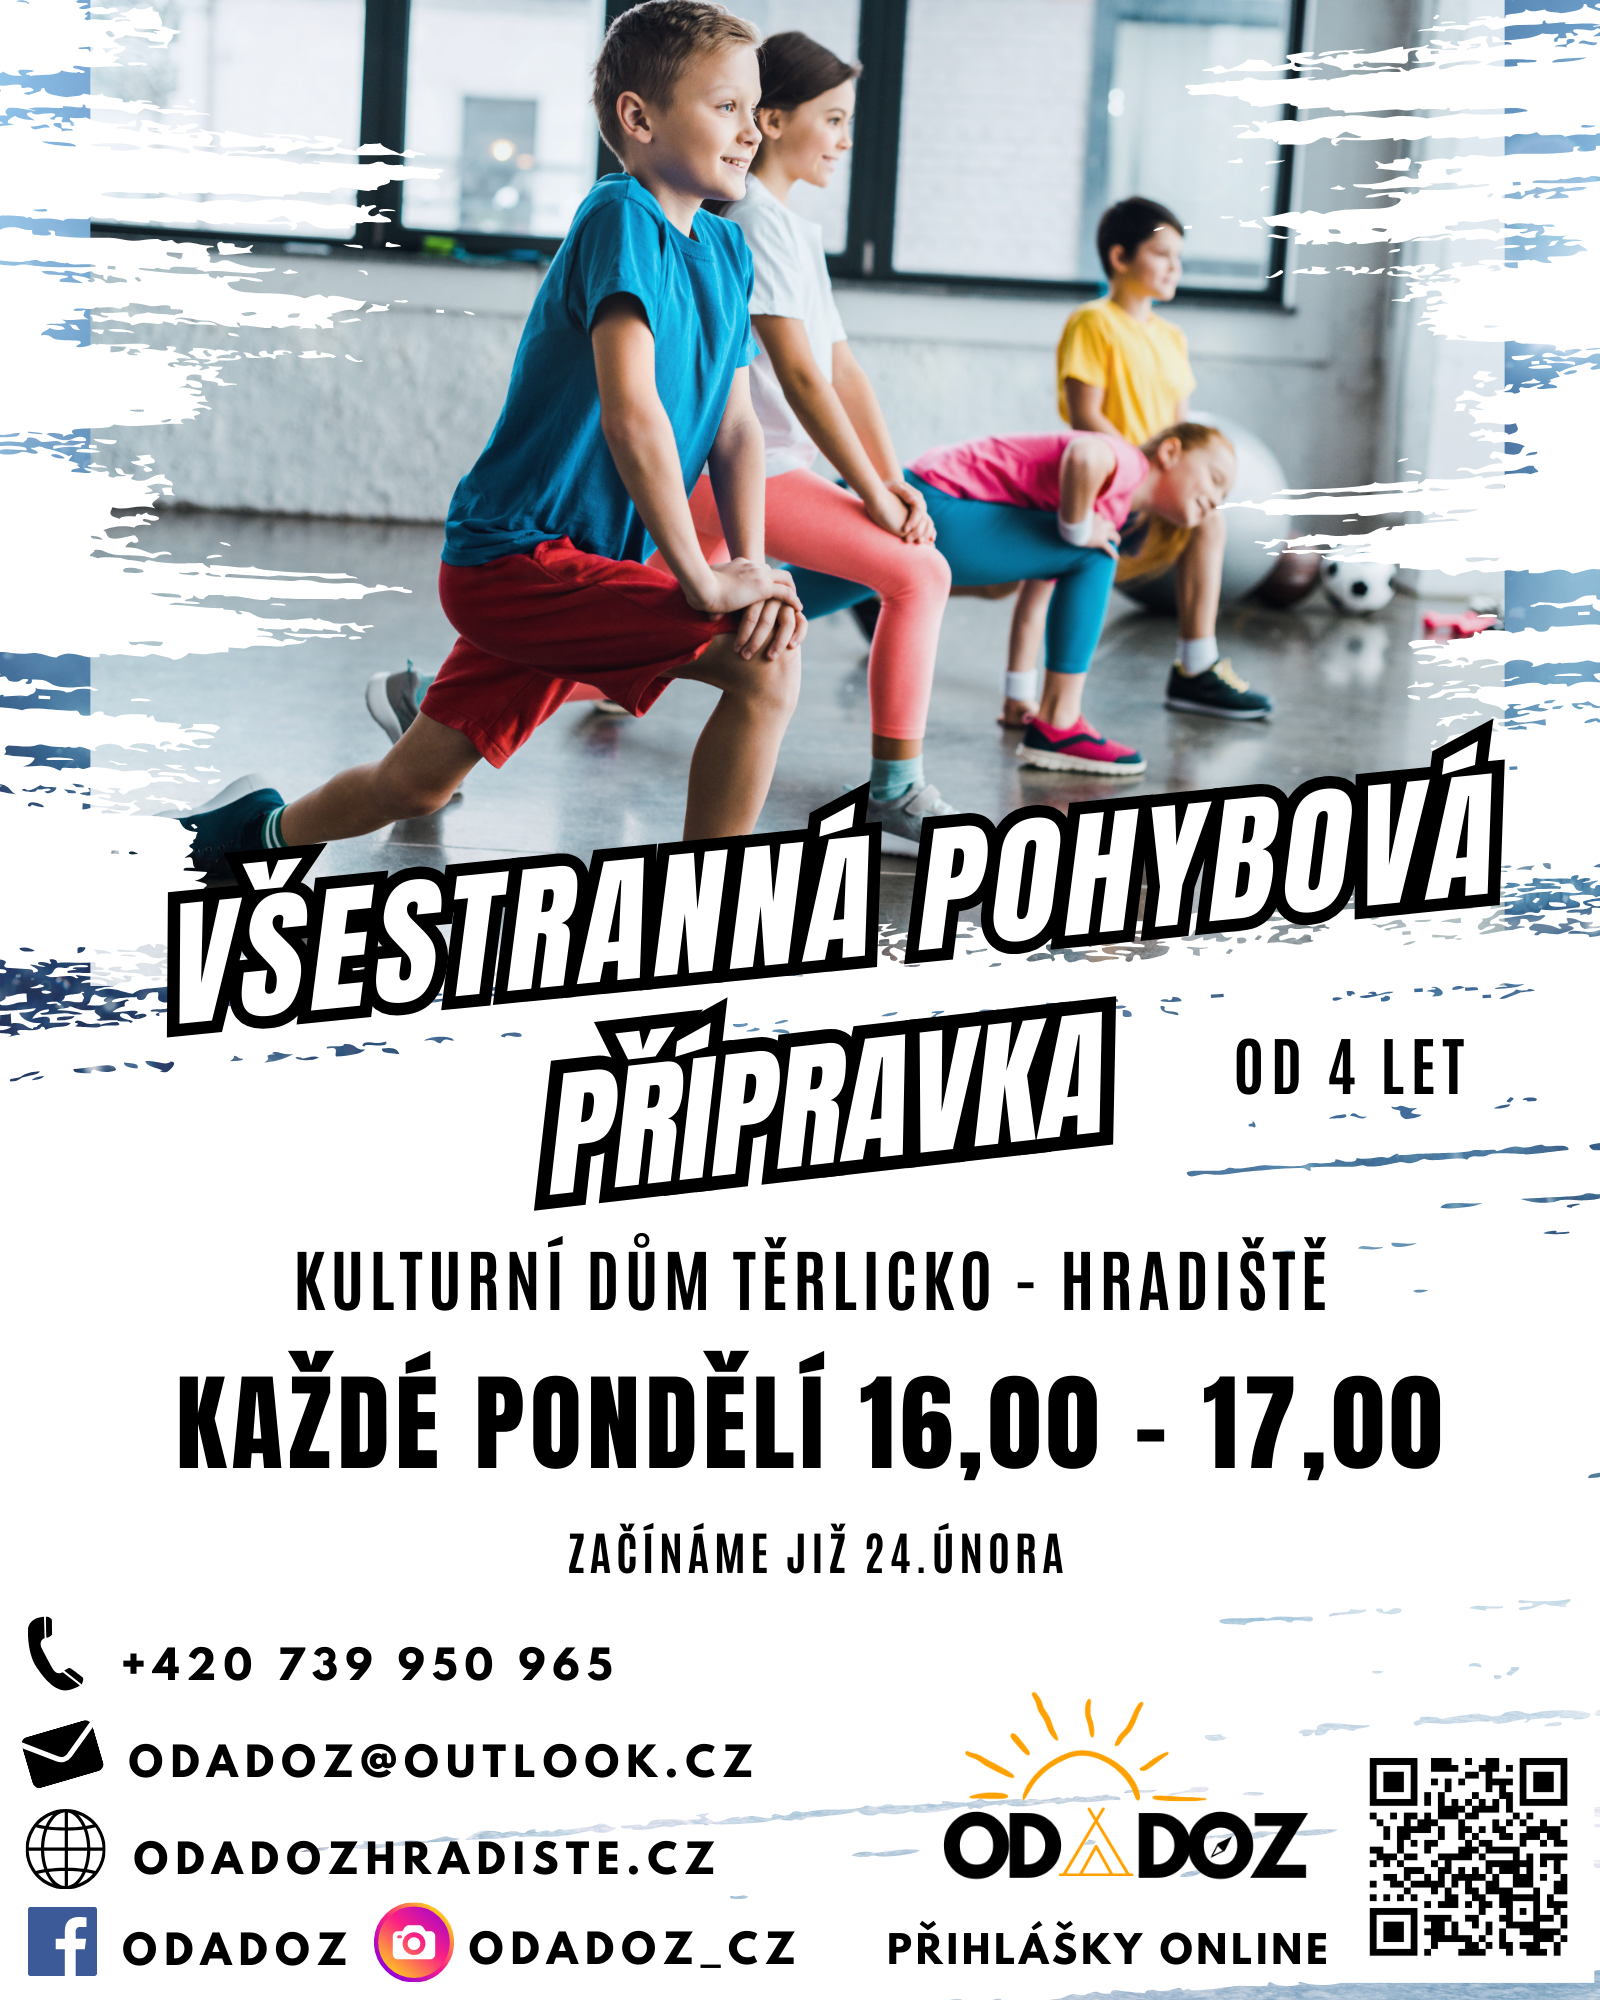 VŠESTRANNÁ POHYBOVÁ
PŘÍPRAVKA
OD 4 LET
KULTURNÍ DŮM TĚRLICKO - HRADIŠTĚ
KAŽDÉ PONDĚLÍ 16,00 - 17,00
ZAČÍNÁME JIŽ 24.ÚNORA
+420 739 950 965
ODADOZ@OUTLOOK.CZ
ODADOZHRADISTE.CZ
ODADOZ
ODADOZ_CZ
ODADOZ
PŘIHLÁŠKY ONLINE